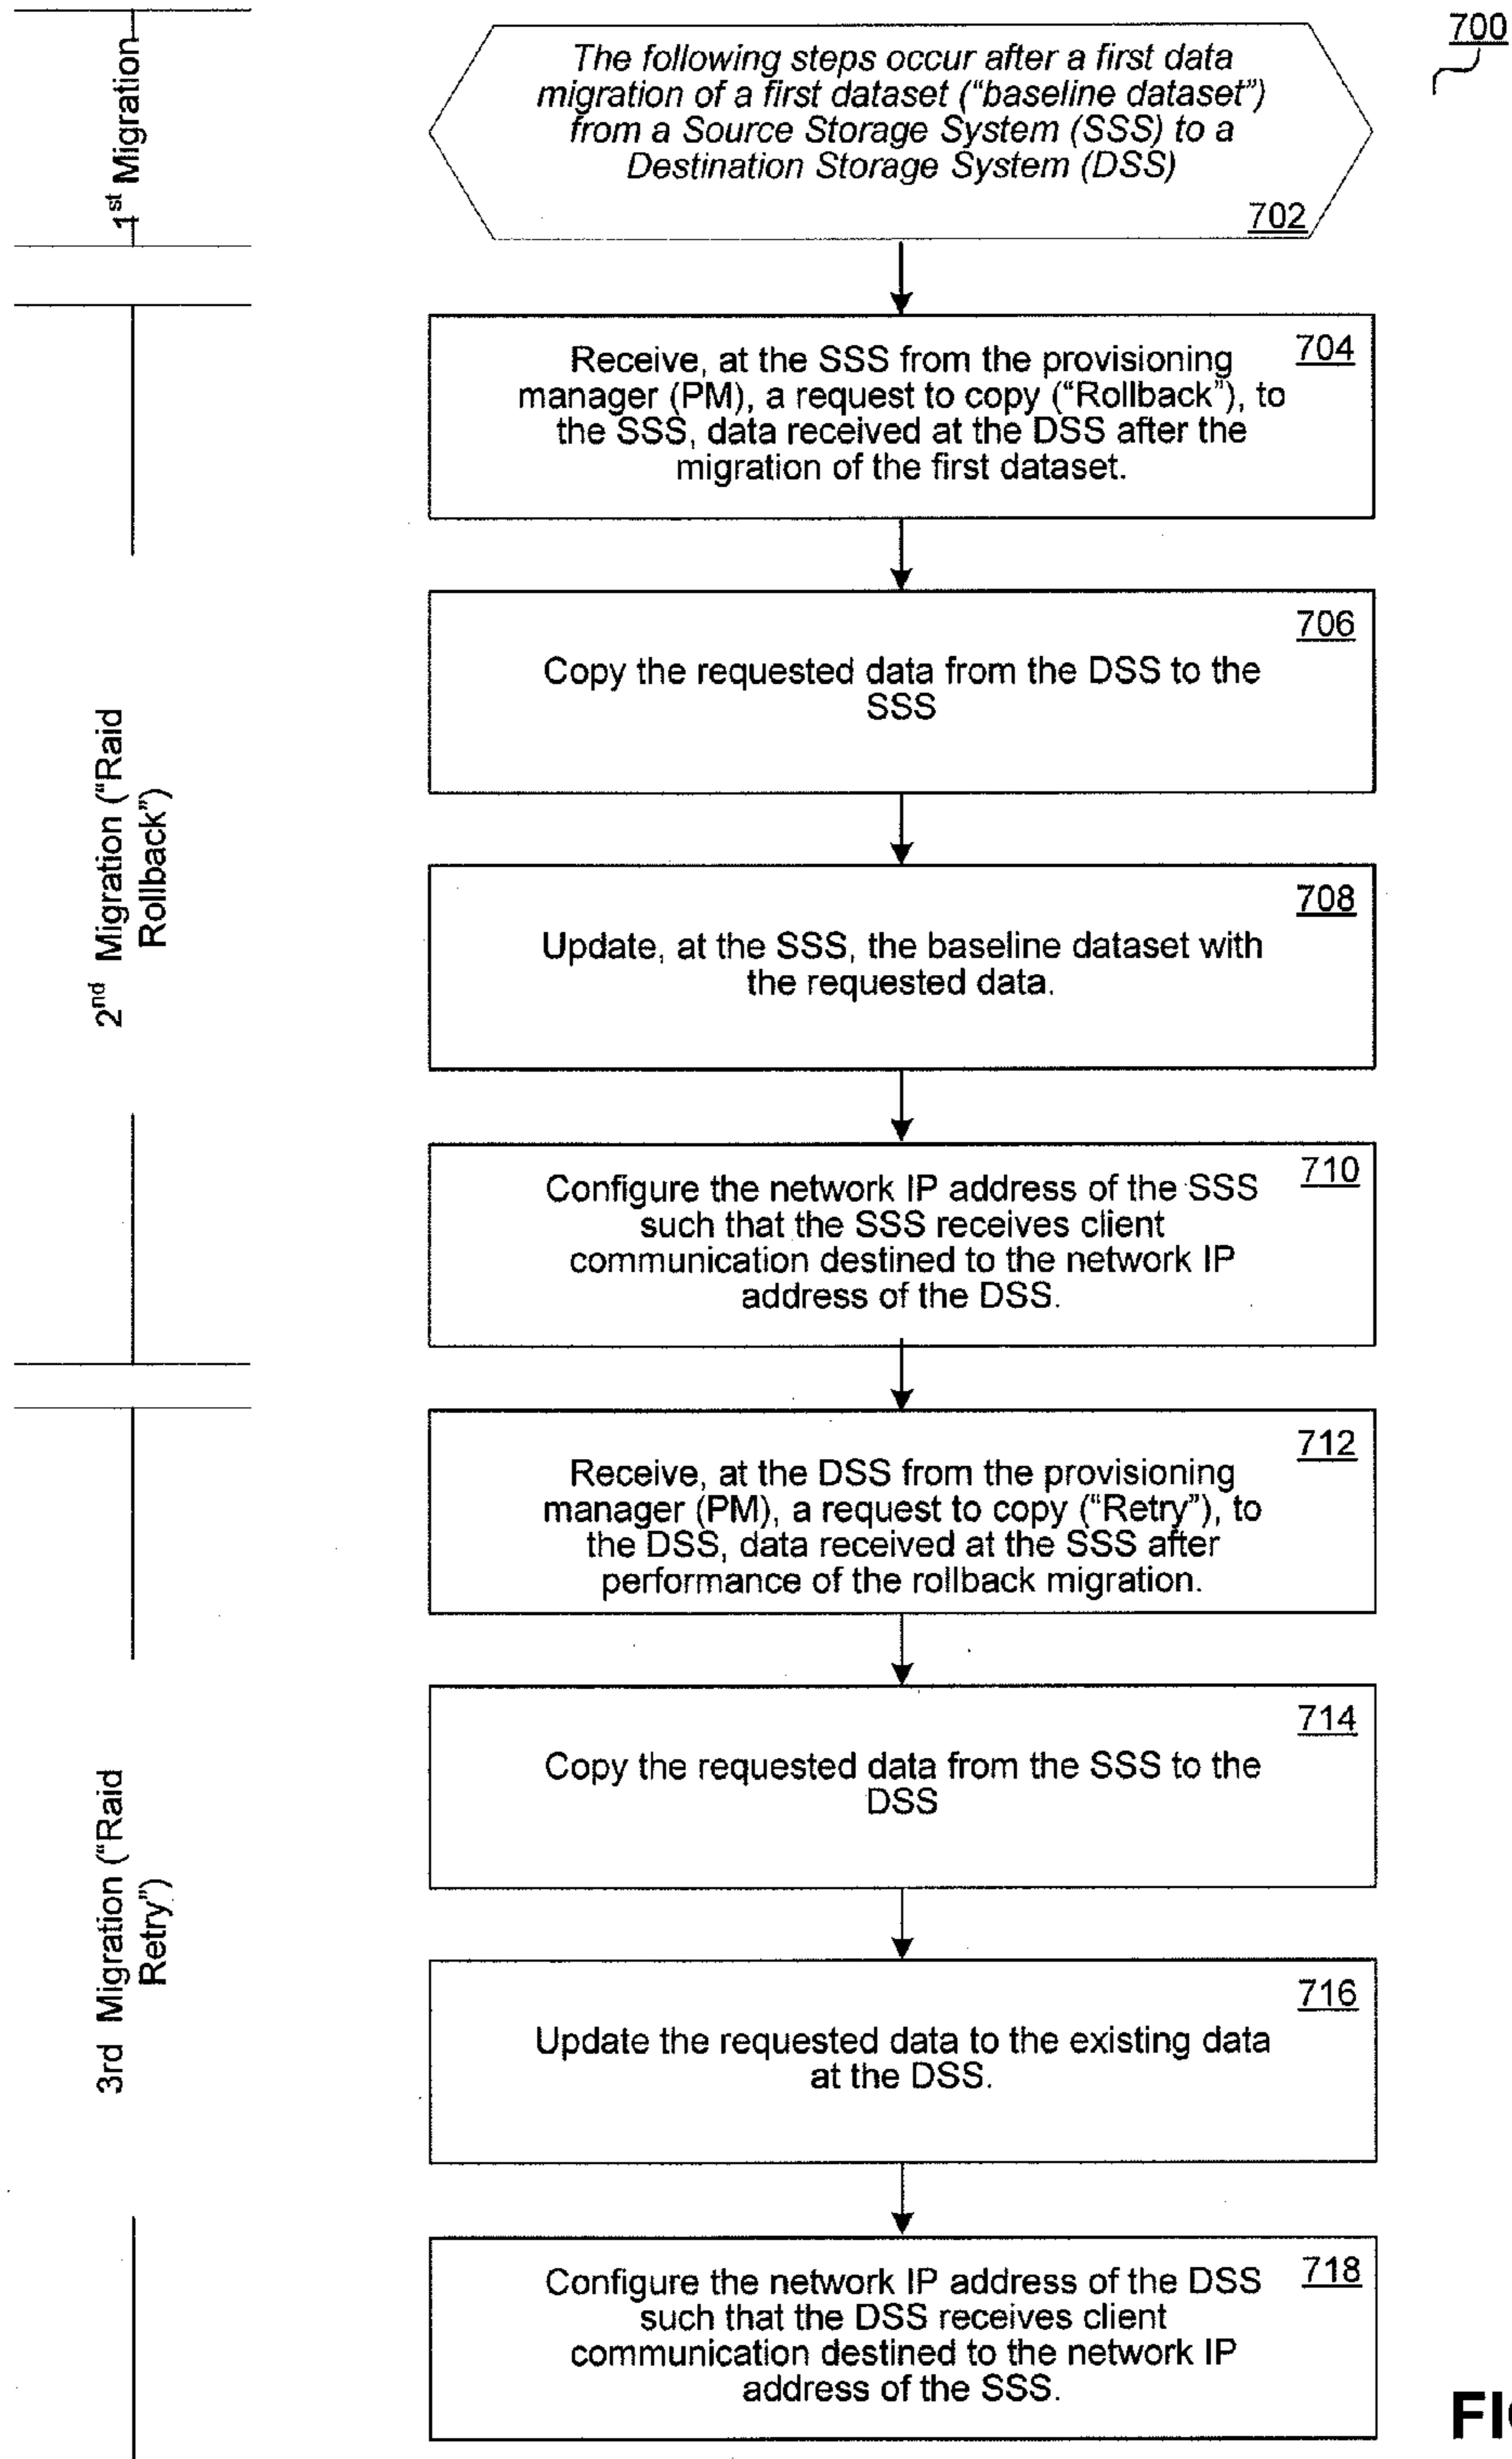 700
1st Migration
The following steps occur after a first data
migration of a first dataset (“baseline dataset”)
from a Source Storage System (SSS) to a
Destination Storage System (DSS)
702
2nd Migration (“Raid
Rollback”)
704
Receive, at the SSS from the provisioning
manager (PM), a request to copy (“Rollback”), to
the SSS, data received at the DSS after the
migration of the first dataset.
706
Copy the requested data from the DSS to the
SSS
708
Update, at the SSS, the baseline dataset with
the requested data.
710
Configure the network IP address of the SSS
such that the SSS receives client
communication destined to the network IP
address of the DSS.
3rd Migration (“Raid
Retry”)
712
Receive, at the DSS from the provisioning
manager (PM), a request to copy (“Retry”), to
the DSS, data received at the SSS after
performance of the rollback migration.
714
Copy the requested data from the SSS to the
DSS
716
Update the requested data to the existing data
at the DSS.
718
Configure the network IP address of the DSS
such that the DSS receives client
communication destined to the network IP
address of the SSS.